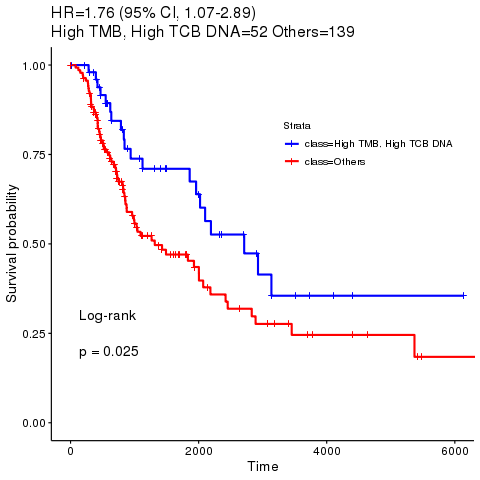 HR=1.76 (95% CI, 1.07-2.89)
High TMB, High TCB DNA=52 Others=139
1.00
0.75
0.50
0.25
0.00
Survival probability
Strata
class=High TMB. High TCB DNA
class=Others
Log-rank
p = 0.025
0
2000
4000
6000
Time